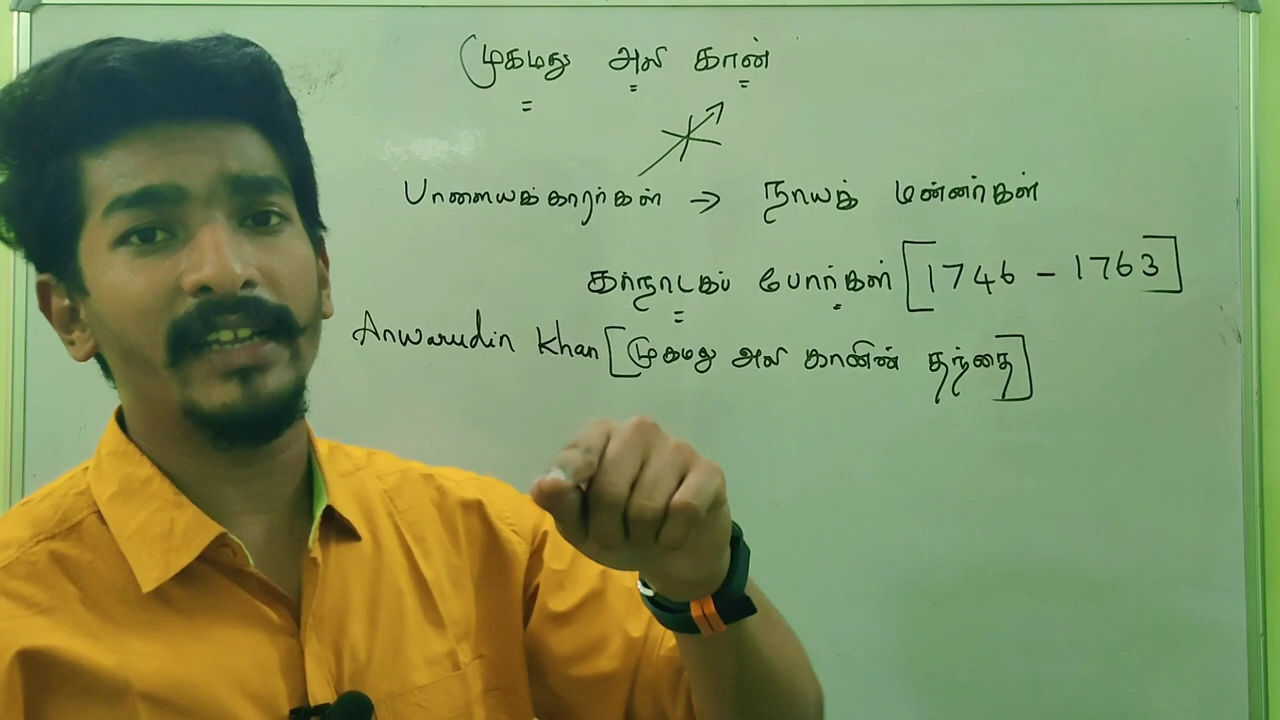 முகமது அலி கான்
பாளையக்காரர்கள் → நாயக் மன்னர்கள்
கர்நாடகப் போர்கள் [1746 - 1763]
Anwarudin Khan [முகமது அலி கானின் தந்தை]